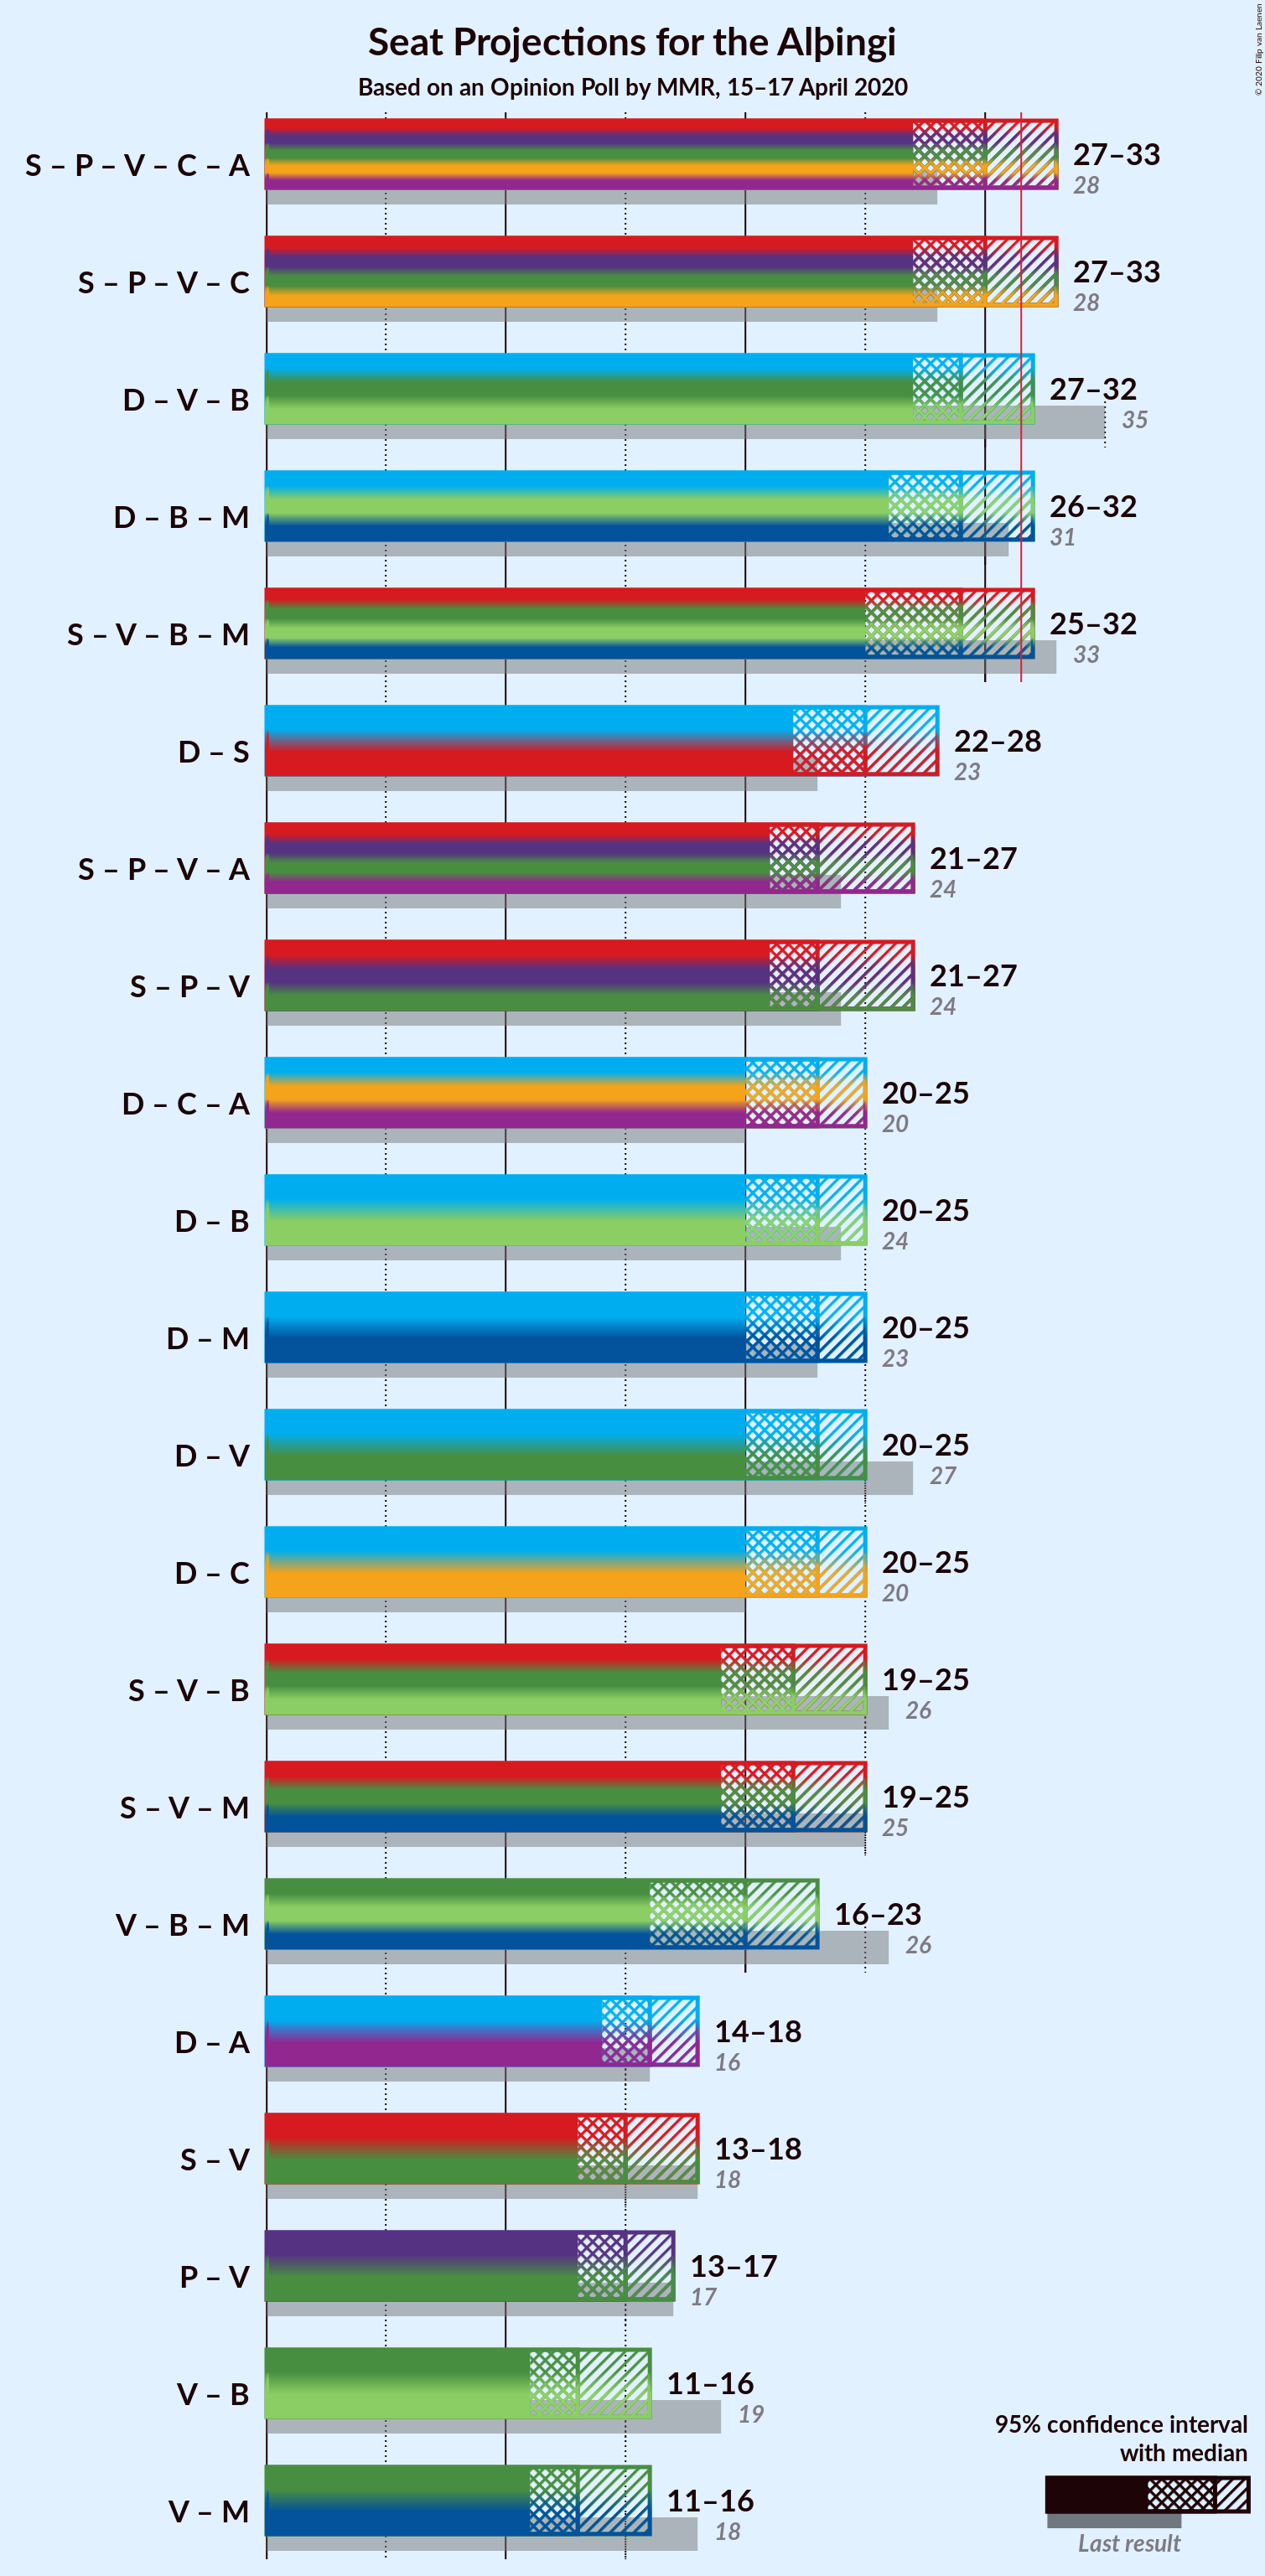 Seat Projections for the Alþingi
Based on an Opinion Poll by MMR, 15–17 April 2020
© 2020 Filip van Laenen
S – P – V – C – A
27–33
28
S – P – V – C
27–33
28
D – V – B
27–32
35
D – B – M
26–32
31
S – V – B – M
25–32
33
D – S
22–28
23
S – P – V – A
21–27
24
S – P – V
21–27
24
D – C – A
20–25
20
D – B
20–25
24
D – M
20–25
23
D – V
20–25
27
D – C
20–25
20
S – V – B
19–25
26
S – V – M
19–25
25
V – B – M
16–23
26
D – A
14–18
16
S – V
13–18
18
P – V
13–17
17
V – B
11–16
19
V – M
11–16
18
95% confidence interval
with median
Last result